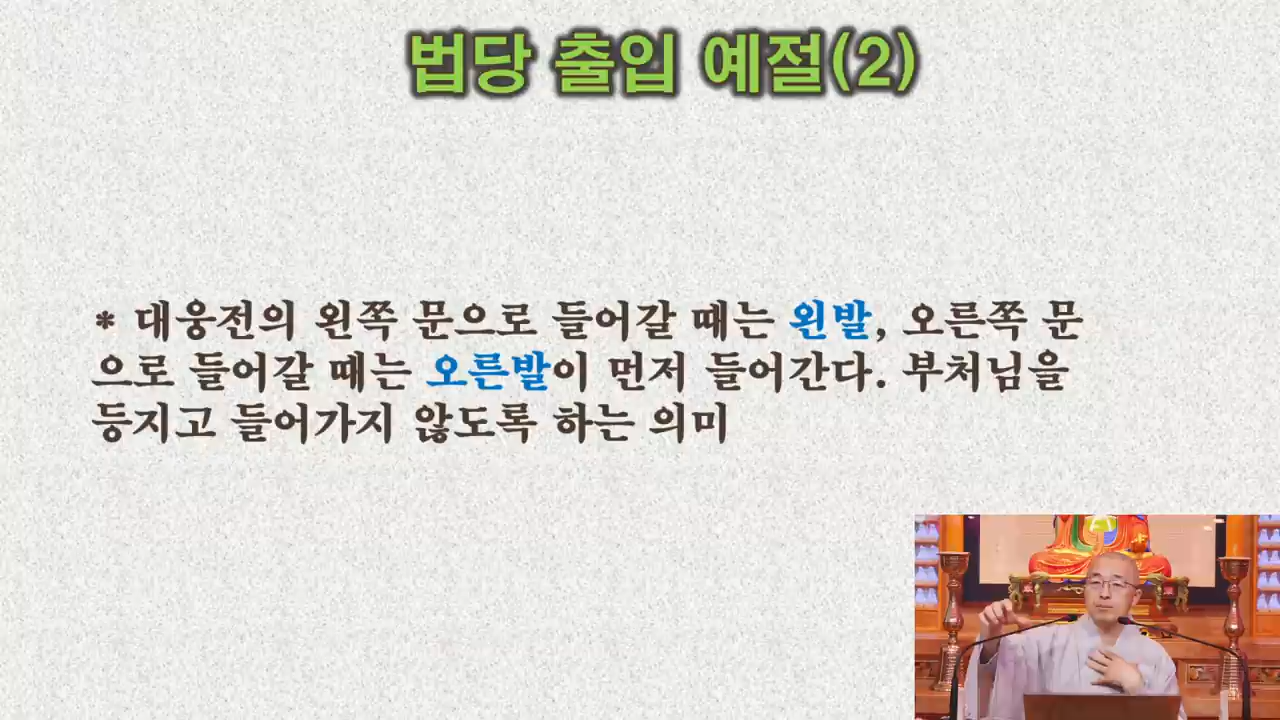 법당 출입 예절(2)
* 대웅전의 왼쪽 문으로 들어갈 때는 왼발, 오른쪽 문
으로 들어갈 때는 오른발이 먼저 들어간다. 부처님을
등지고 들어가지 않도록 하는 의미